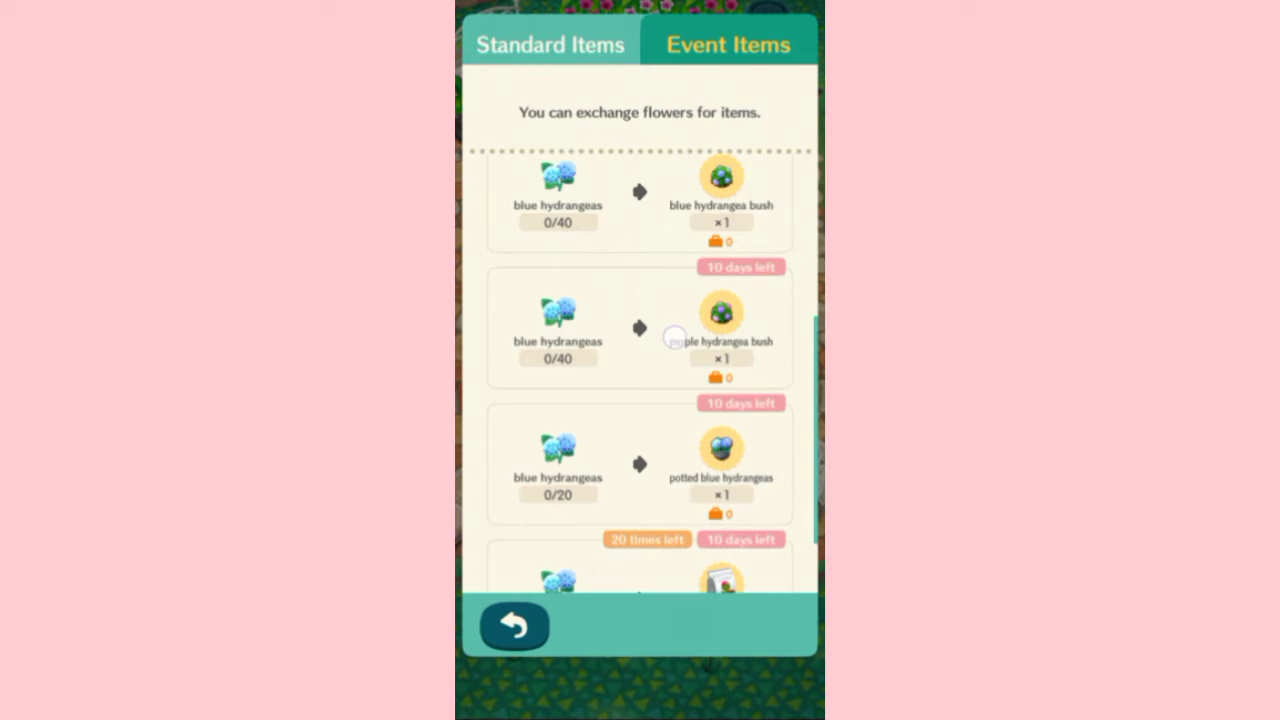 Standard Items
Event Items
You can exchange flowers for items.
blue hydrangeas
0/40
blue hydrangea bush
×1
0
10 days left
blue hydrangeas
0/40
purple hydrangea bush
×1
0
10 days left
blue hydrangeas
0/20
potted blue hydrangeas
×1
0
20 times left
10 days left